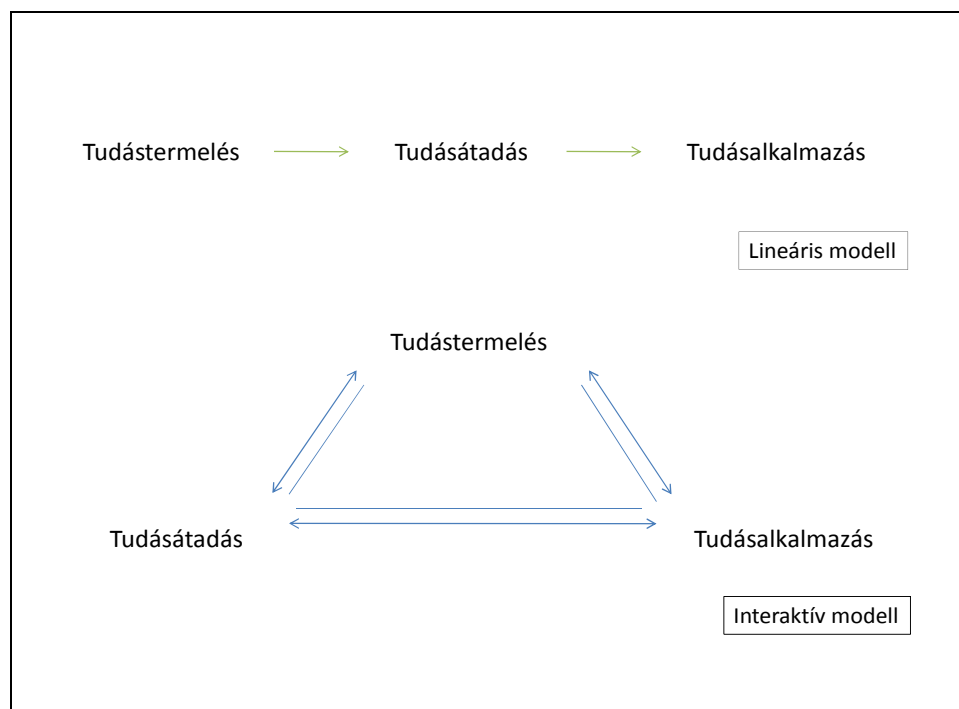 Tudástermelés Tudásátadás Tudásalkalmazás
Lineáris modell
Tudástermelés
Tudásátadás Tudásalkalmazás
Interaktív modell